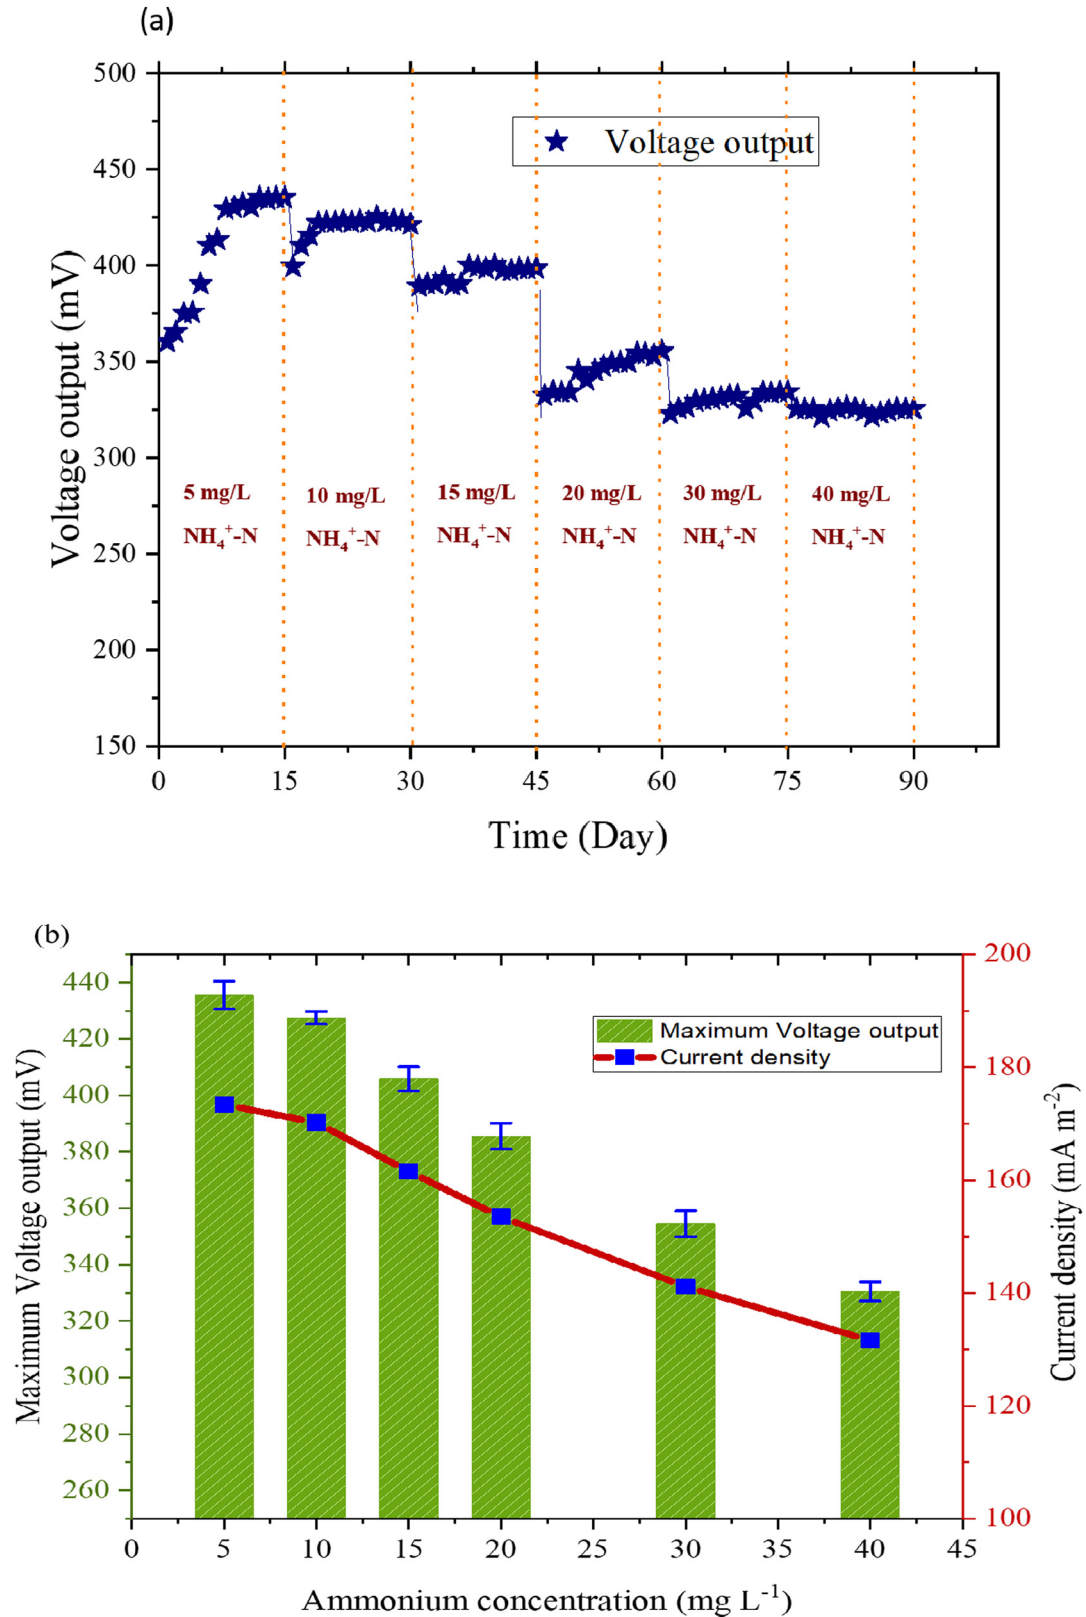 (a)
500
450
400
350
300
250
200
150
Voltage output (mV)
Voltage output
5 mg/L
NH₄⁺-N
10 mg/L
NH₄⁺-N
15 mg/L
NH₄⁺-N
20 mg/L
NH₄⁺-N
30 mg/L
NH₄⁺-N
40 mg/L
NH₄⁺-N
0 15 30 45 60 75 90
Time (Day)
(b)
440
420
400
380
360
340
320
300
280
260
Maximum Voltage output (mV)
Maximum Voltage output
Current density
200
180
160
140
120
100
Current density (mA m⁻²)
0 5 10 15 20 25 30 35 40 45
Ammonium concentration (mg L⁻¹)